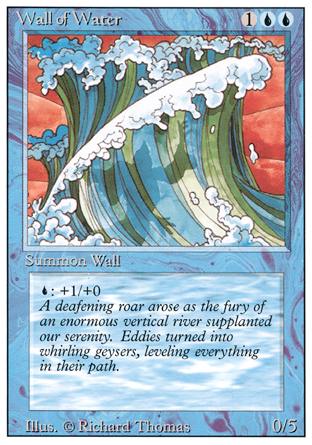 Wall of Water 1
Summon Wall
: +1/+0
A deafening roar arose as the fury of
an enormous vertical river supplanted
our serenity. Eddies turned into
whirling geysers, leveling everything
in their path.
Illus. © Richard Thomas 0/5